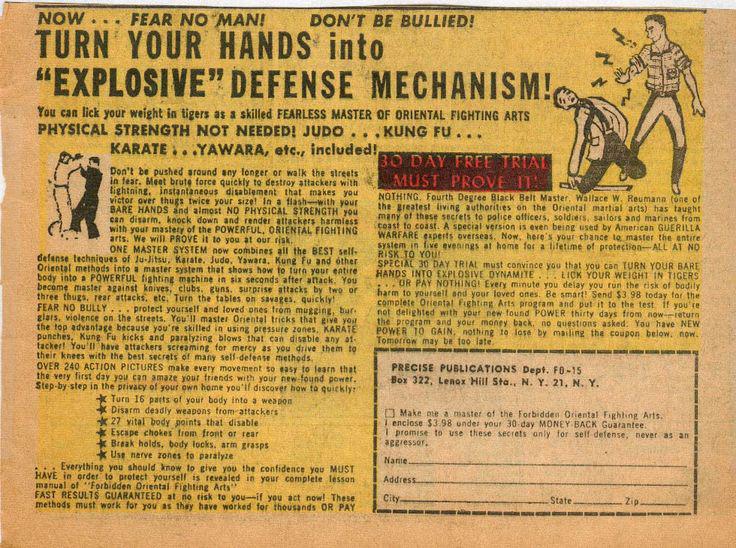 NOW ... FEAR NO MAN! DON'T BE BULLIED!
TURN YOUR HANDS into
"EXPLOSIVE" DEFENSE MECHANISM!
You can lick your weight in tigers as a skilled FEARLESS MASTER OF ORIENTAL FIGHTING ARTS
PHYSICAL STRENGTH NOT NEEDED! JUDO ... KUNG FU ...
KARATE ... YAWARA, etc., included!
Don't be pushed around any longer or walk the streets
in fear. Meet brute force quickly to destroy attackers with
lightning, instantaneous disablement that makes you
victor over thugs twice your size! In a flash—with your
BARE HANDS and almost NO PHYSICAL STRENGTH you
can disarm, knock down and render attackers harmless
with your mastery of the POWERFUL, ORIENTAL FIGHTING
arts. We will PROVE it to you at our risk.
ONE MASTER SYSTEM now combines all the BEST self-
defense techniques of Ju-Jitsu, Karate, Judo, Yawara, Kung Fu and other
Oriental methods into a master system that shows how to turn your entire
body into a POWERFUL fighting machine in six seconds after attack. You
become master against knives, clubs, guns, surprise attacks by two or
three thugs, rear attacks, etc. Turn the tables on savages, quickly!
FEAR NO BULLY ... protect yourself and loved ones from mugging, bur-
glars, violence on the streets. You'll master Oriental tricks that give you
the top advantage because you're skilled in using pressure zones, KARATE
punches, Kung Fu kicks and paralyzing blows that can disable any at-
tacker! You'll have attackers screaming for mercy as you drive them to
their knees with the best secrets of many self-defense methods.
OVER 240 ACTION PICTURES make every movement so easy to learn that
the very first day you can amaze your friends with your new-found power.
Step-by-step in the privacy of your own home you'll discover how to quickly:
★ Turn 16 parts of your body into a weapon
★ Disarm deadly weapons from attackers
★ 27 vital body points that disable
★ Escape chokes from front or rear
★ Break holds, body locks, arm grasps
★ Use nerve zones to paralyze
... Everything you should know to give you the confidence you MUST
HAVE in order to protect yourself is revealed in your complete lesson
manual of "Forbidden Oriental Fighting Arts"
FAST RESULTS GUARANTEED at no risk to you—if you act now! These
methods must work for you as they have worked for thousands OR PAY
30 DAY FREE TRIAL
MUST PROVE IT!
NOTHING. Fourth Degree Black Belt Master, Wallace W. Reumann (one of
the greatest living authorities on the Oriental martial arts) has taught
many of these secrets to police officers, soldiers, sailors and marines from
coast to coast. A special version is even being used by American GUERILLA
WARFARE experts overseas. Now, here's your chance to master the entire
system in five evenings at home for a lifetime of protection—ALL AT NO
RISK TO YOU!
SPECIAL 30 DAY TRIAL must convince you that you can TURN YOUR BARE
HANDS INTO EXPLOSIVE DYNAMITE ... LICK YOUR WEIGHT IN TIGERS
... OR PAY NOTHING! Every minute you delay you run the risk of bodily
harm to yourself and your loved ones. Be smart! Send $3.98 today for the
complete Oriental Fighting Arts program and put it to the test. If you're
not delighted with your new found POWER thirty days from now—return
the program and your money back, no questions asked. You have NEW
POWER TO GAIN, nothing to lose by mailing the coupon below. now.
Tomorrow may be too late.
PRECISE PUBLICATIONS Dept. FB-15
Box 322, Lenox Hill Sta., N. Y. 21, N. Y.
☐ Make me a master of the Forbidden Oriental Fighting Arts.
I enclose $3.98 under your 30-day MONEY-BACK Guarantee.
I promise to use these secrets only for self-defense, never as an
aggressor.
Name
Address
City State Zip